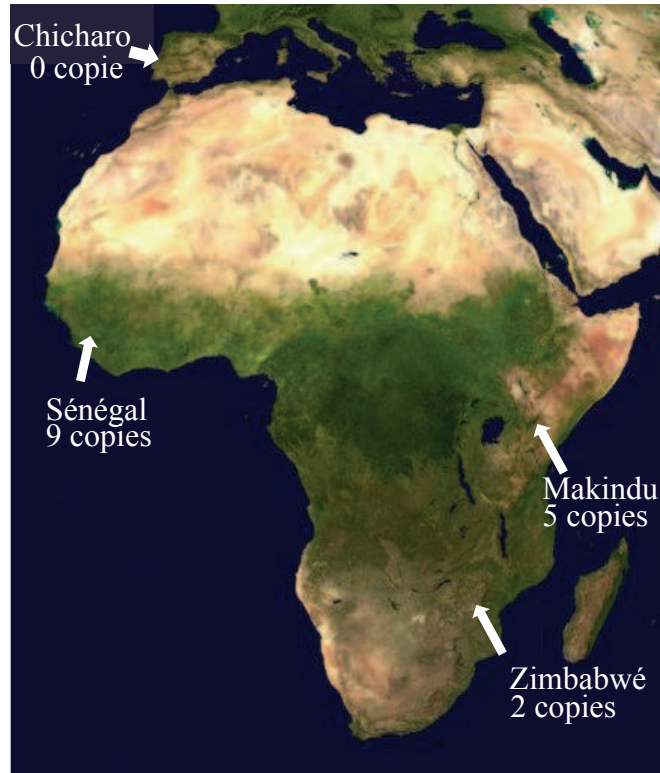 Chicharo
0 copie
Sénégal
9 copies
Makindu
5 copies
Zimbabwé
2 copies